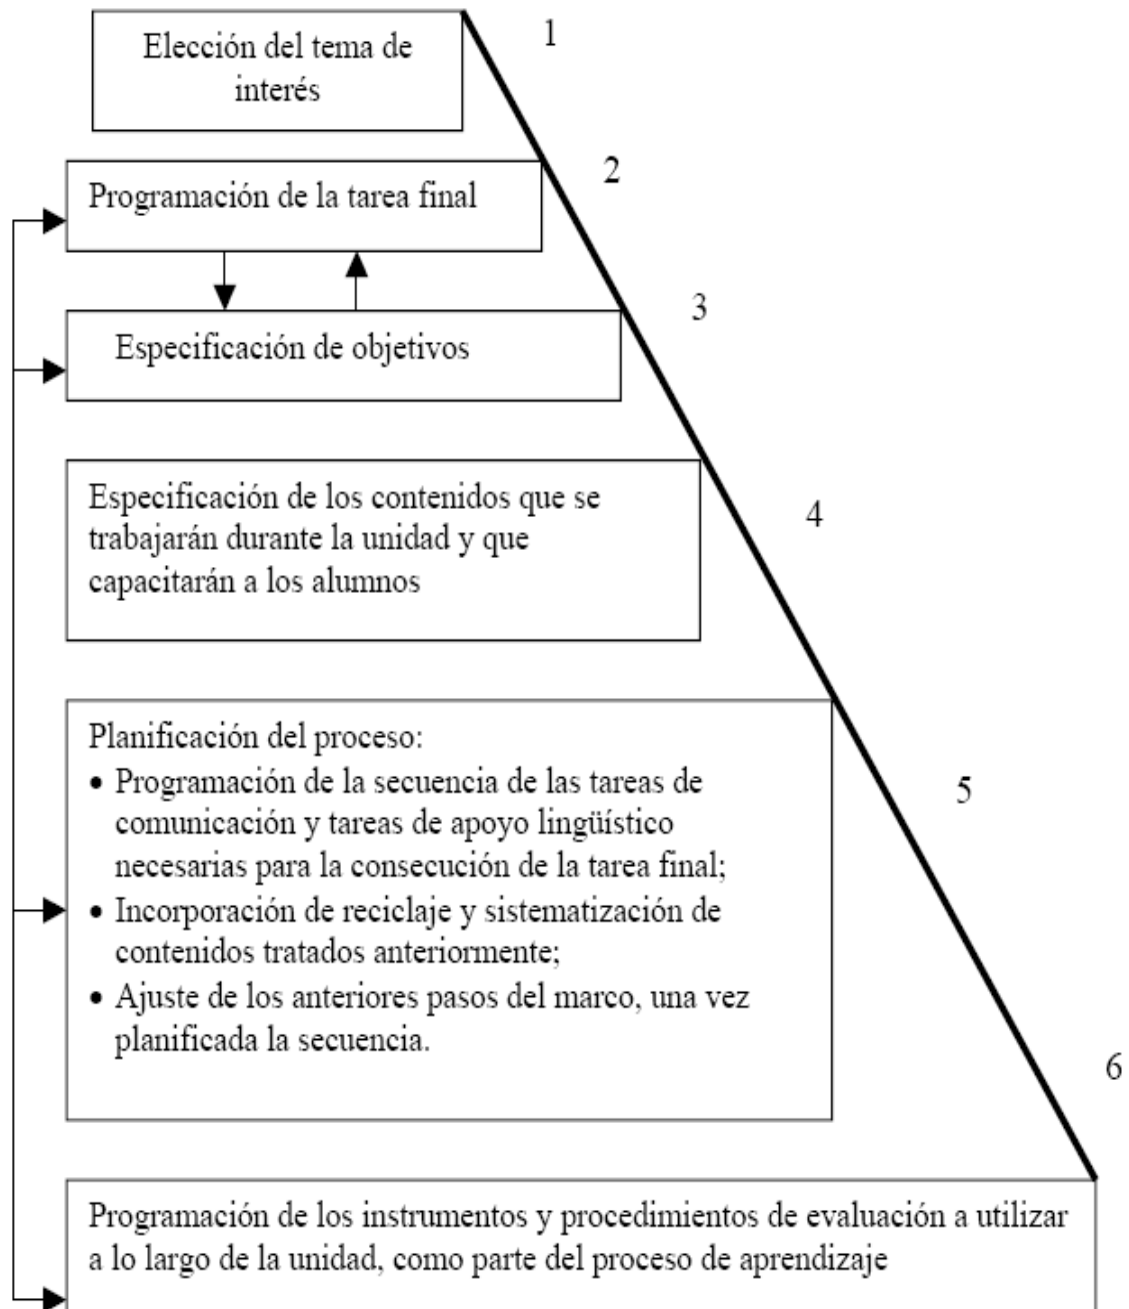 Elección del tema de
interés
1
2
Programación de la tarea final
3
Especificación de objetivos
Especificación de los contenidos que se
trabajarán durante la unidad y que
capacitarán a los alumnos
4
Planificación del proceso:
• Programación de la secuencia de las tareas de
comunicación y tareas de apoyo lingüístico
necesarias para la consecución de la tarea final;
• Incorporación de reciclaje y sistematización de
contenidos tratados anteriormente;
• Ajuste de los anteriores pasos del marco, una vez
planificada la secuencia.
5
6
Programación de los instrumentos y procedimientos de evaluación a utilizar
a lo largo de la unidad, como parte del proceso de aprendizaje